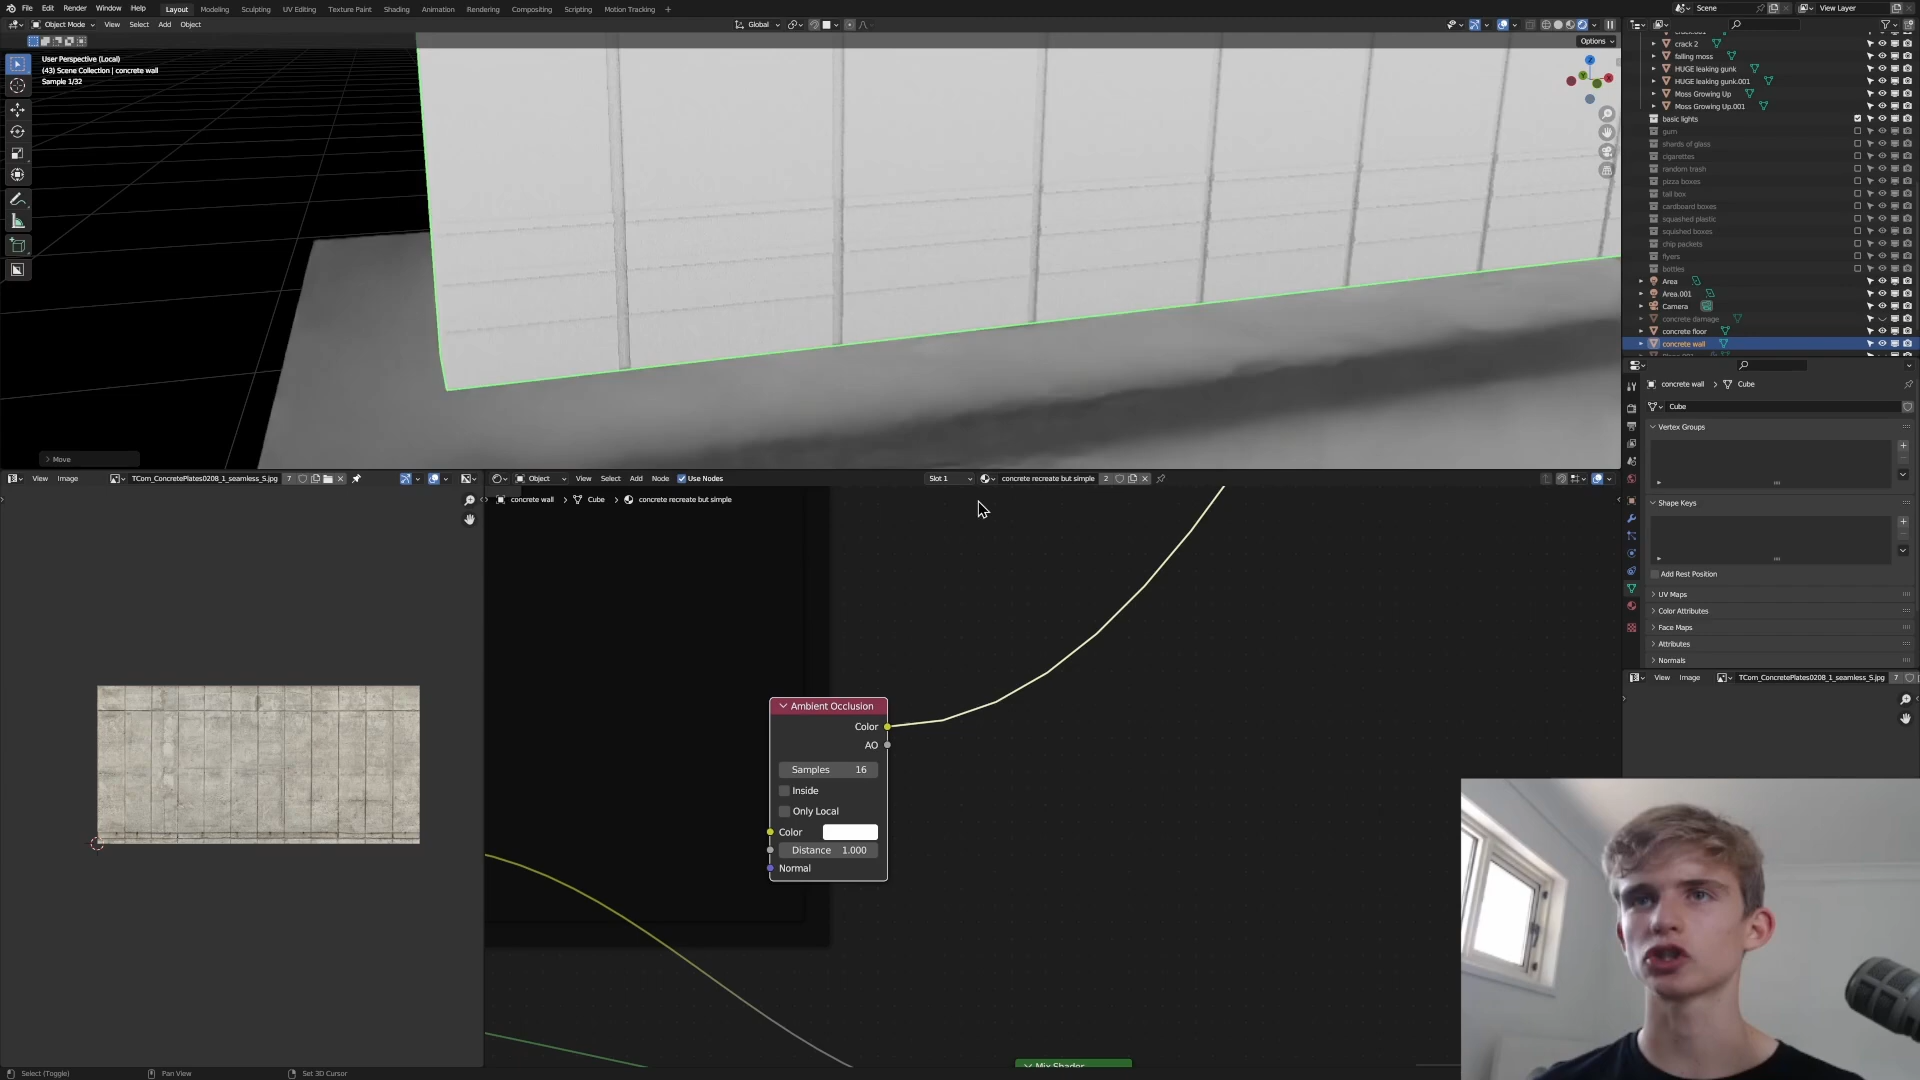 File Edit Render Window Help Layout Modeling Sculpting UV Editing Texture Paint Shading Animation Rendering Compositing Scripting Motion Tracking + Scene View Layer
Object Mode View Select Add Object Global
Options
User Perspective (Local)
(43) Scene Collection | concrete wall
Sample 1/32
Move
crack 2
falling moss
HUGE leaking gunk
HUGE leaking gunk.001
Moss Growing Up
Moss Growing Up.001
basic lights
gum
shards of glass
cigarettes
random trash
pizza boxes
tall box
cardboard boxes
squashed plastic
squished boxes
chip packets
flyers
bottles
Area
Area.001
Camera
concrete damage
concrete floor
concrete wall
concrete wall > Cube
Cube
Vertex Groups
Shape Keys
Add Rest Position
UV Maps
Color Attributes
Face Maps
Attributes
Normals
View Image TCom_ConcretePlates0208_1_seamless_S.jpg 7
View Image TCom_ConcretePlates0208_1_seamless_S.jpg 7
Object View Select Add Node Use Nodes Slot 1 concrete recreate but simple 2
concrete wall > Cube > concrete recreate but simple
Ambient Occlusion
Color
AO
Samples 16
Inside
Only Local
Color
Distance 1.000
Normal
Mix Shader
Select (Toggle) Pan View Set 3D Cursor